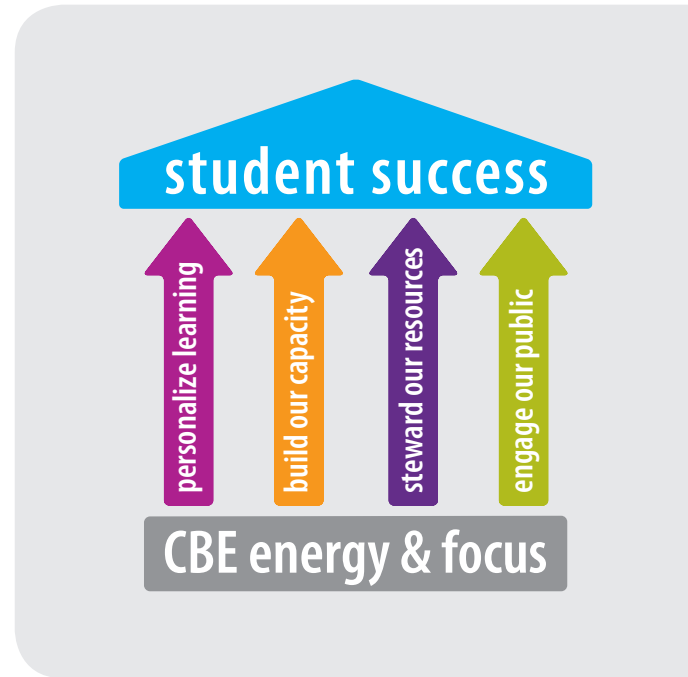 student success
personalize learning
build our capacity
steward our resources
engage our public
CBE energy & focus